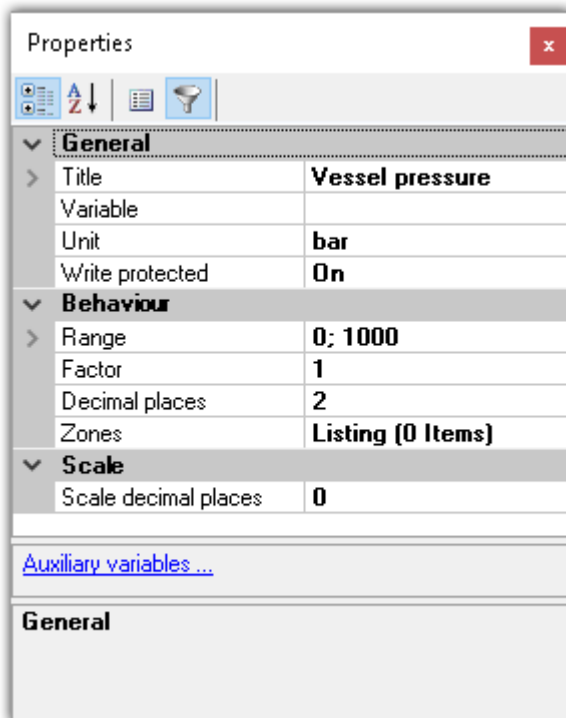 Properties
General
Title Vessel pressure
Variable
Unit bar
Write protected On
Behaviour
Range 0; 1000
Factor 1
Decimal places 2
Zones Listing (0 Items)
Scale
Scale decimal places 0
Auxiliary variables ...
General